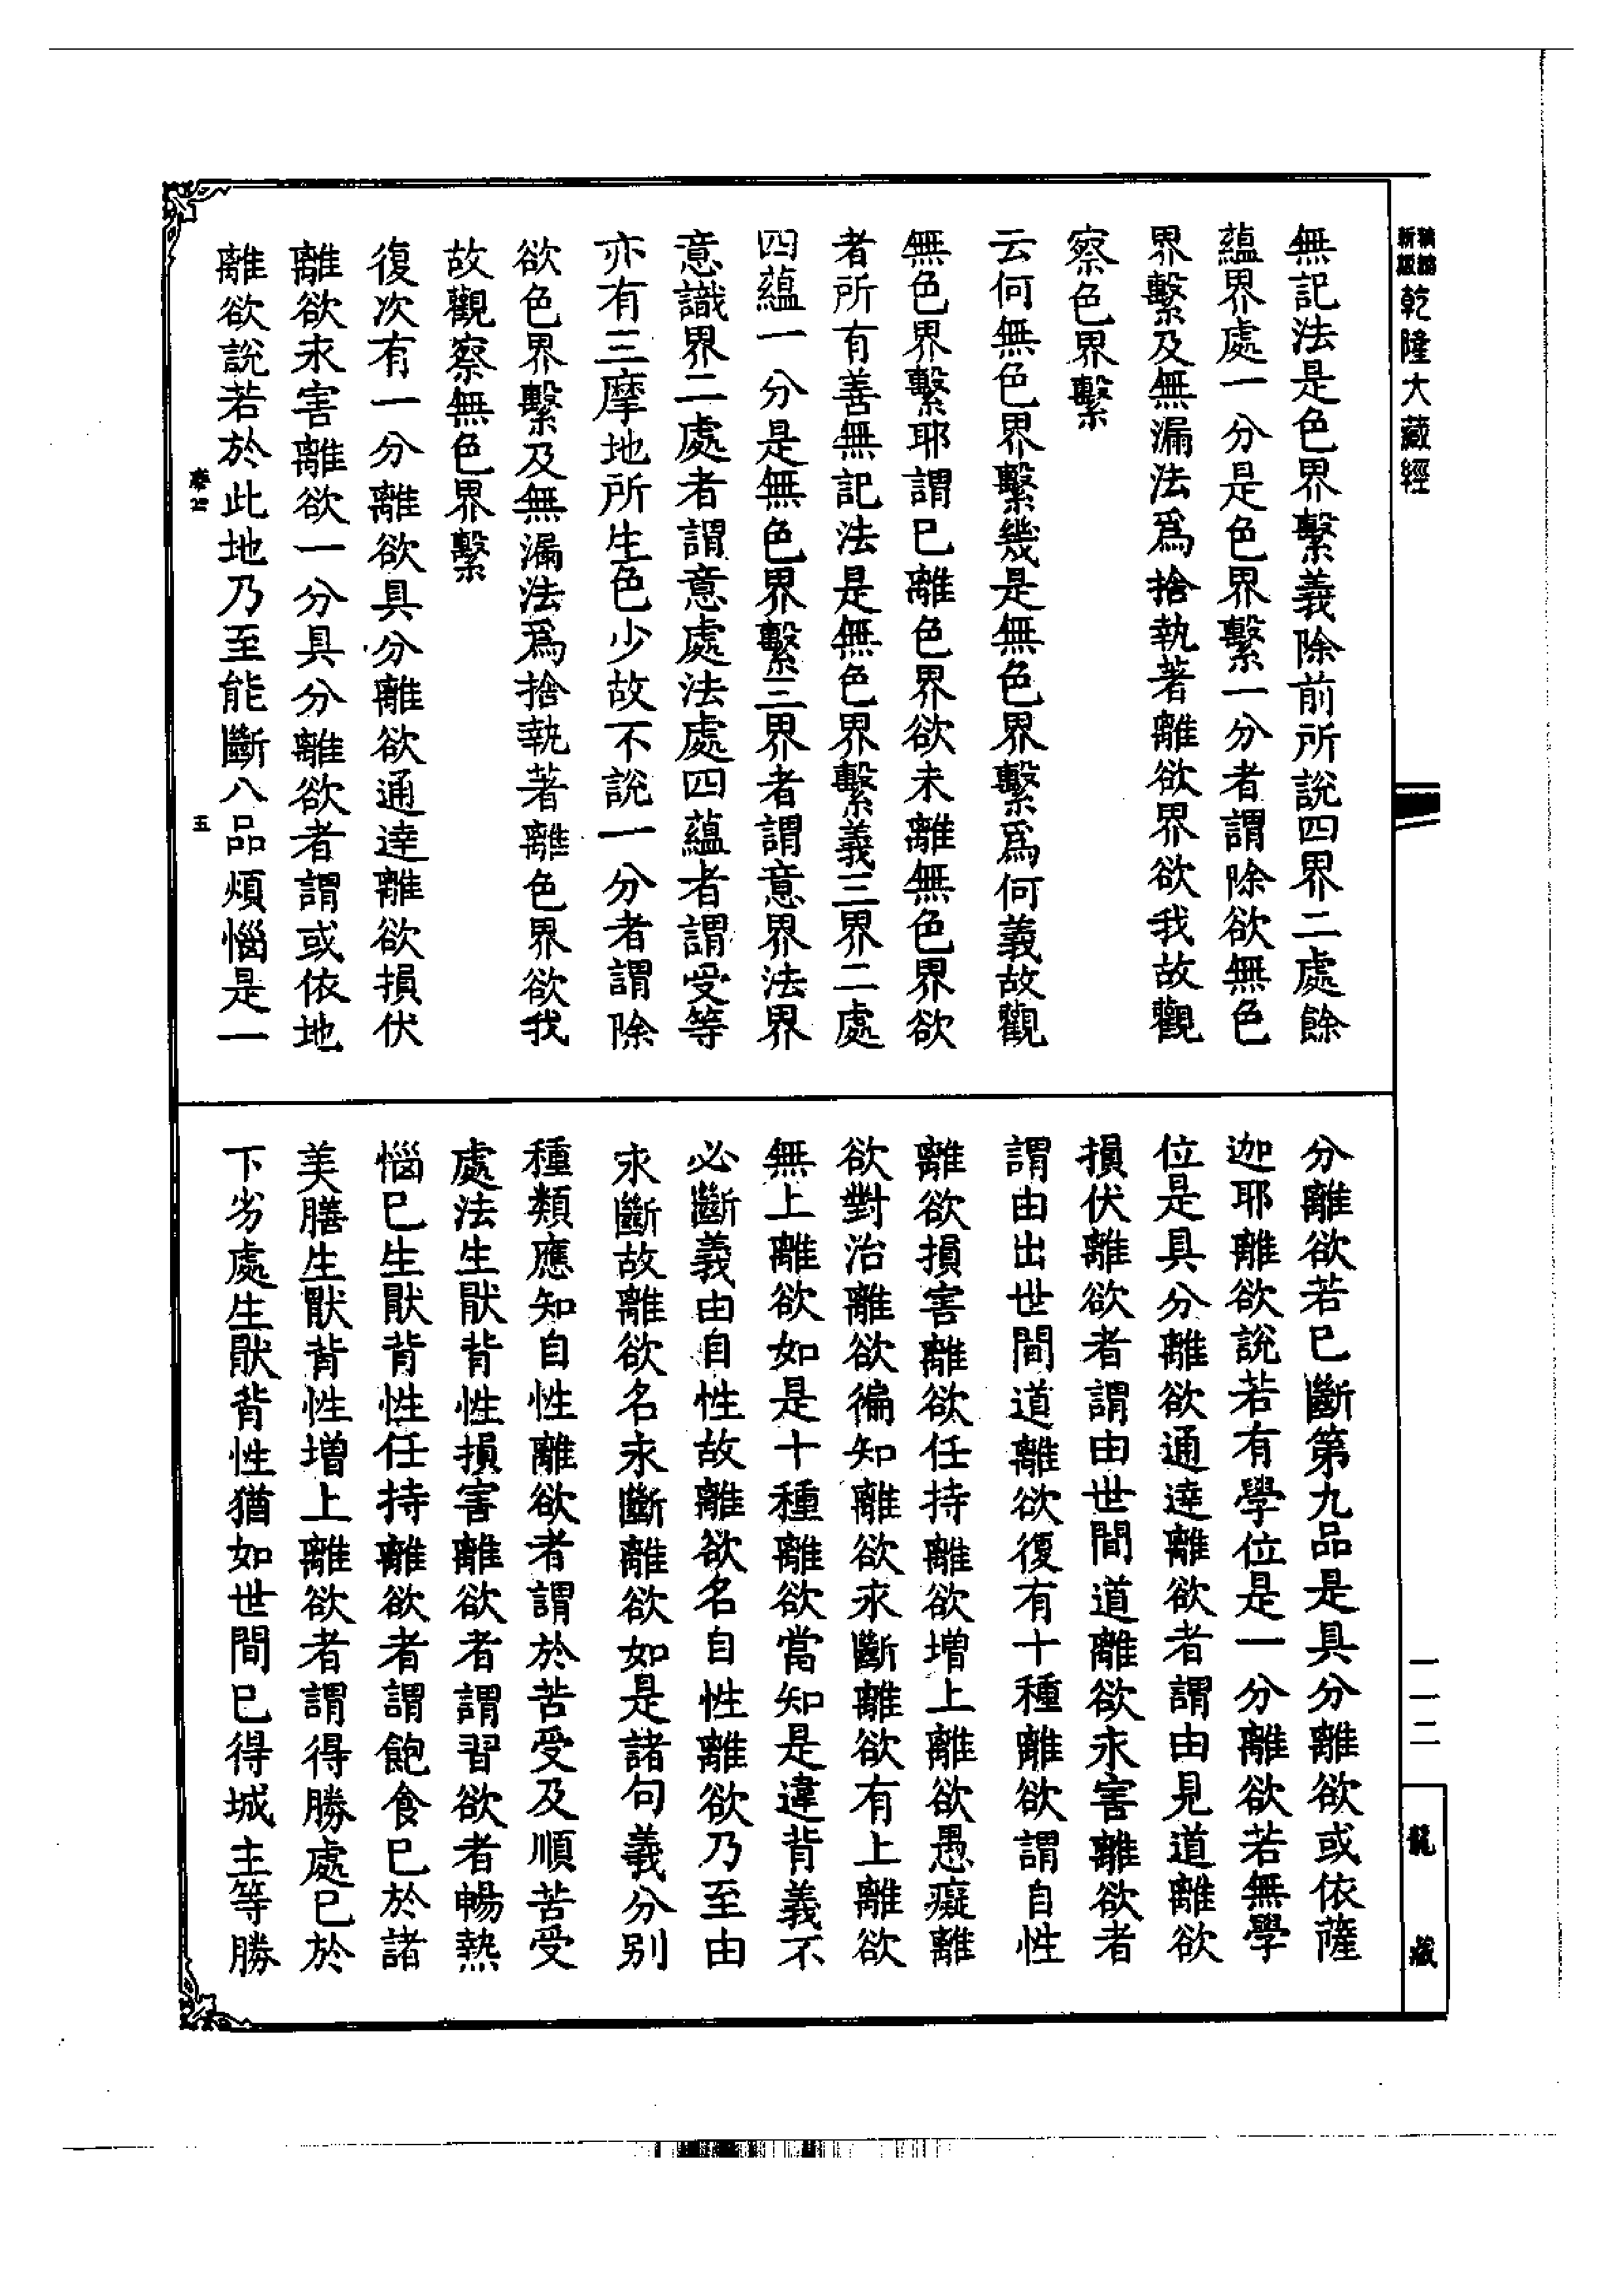 新版
乾隆大藏經
無記法是色界繫義除前所說四界二處餘
蘊界處一分是色界繫一分者謂除欲無色
界繫及無漏法爲捨執著離欲界欲我故觀
察色界繫
云何無色界繫幾是無色界繫爲何義故觀
無色界繫耶謂已離色界欲未離無色界欲
者所有善無記法是無色界繫義三界二處
四蘊一分是無色界繫三界者謂意界法界
意識界二處者謂意處法處四蘊者謂受等
亦有三摩地所生色少故不說一分者謂除
欲色界繫及無漏法爲捨執著離色界欲我
故觀察無色界繫
復次有一分離欲具分離欲通達離欲損伏
離欲永害離欲一分具分離欲者謂或依地
離欲說若於此地乃至能斷八品煩惱是一
分離欲若已斷第九品是具分離欲或依薩
迦耶離欲說若有學位是一分離欲若無學
位是具分離欲通達離欲者謂由見道離欲
損伏離欲者謂由世間道離欲永害離欲者
謂由出世間道離欲復有十種離欲謂自性
離欲損害離欲任持離欲增上離欲愚癡離
欲對治離欲徧知離欲永斷離欲有上離欲
無上離欲如是十種離欲當知是違背義不
必斷義由自性故離欲名自性離欲乃至由
永斷故離欲名永斷離欲如是諸句義分別
種類應知自性離欲者謂於苦受及順苦受
處法生厭背性損害離欲者謂習欲者暢熱
惱已生厭背性任持離欲者謂飽食已於諸
美膳生厭背性增上離欲者謂得勝處已於
下劣處生厭背性猶如世間已得城主等勝
五
一一二
龍藏